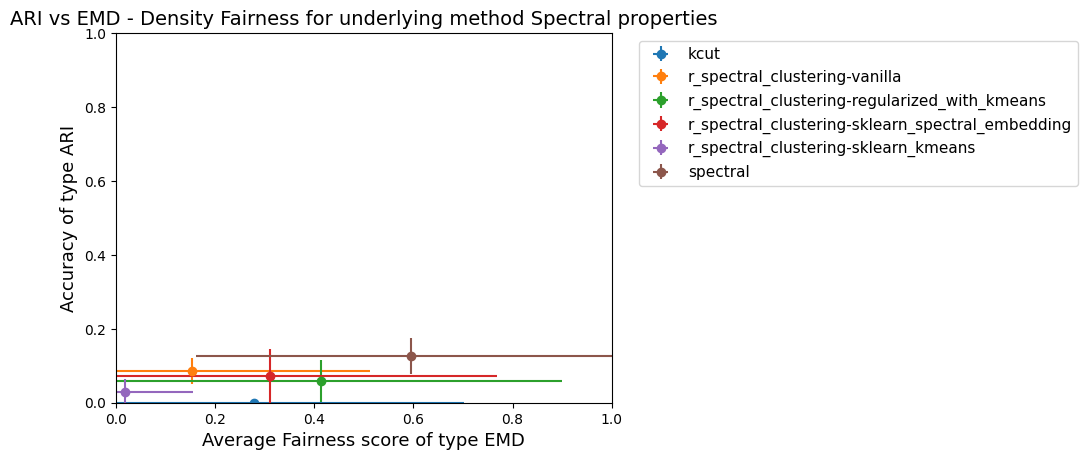 ARI vs EMD - Density Fairness for underlying method Spectral properties
1.0
0.8
0.6
0.4
0.2
0.0
Accuracy of type ARI
0.0 0.2 0.4 0.6 0.8 1.0
Average Fairness score of type EMD
kcut
r_spectral_clustering-vanilla
r_spectral_clustering-regularized_with_kmeans
r_spectral_clustering-sklearn_spectral_embedding
r_spectral_clustering-sklearn_kmeans
spectral